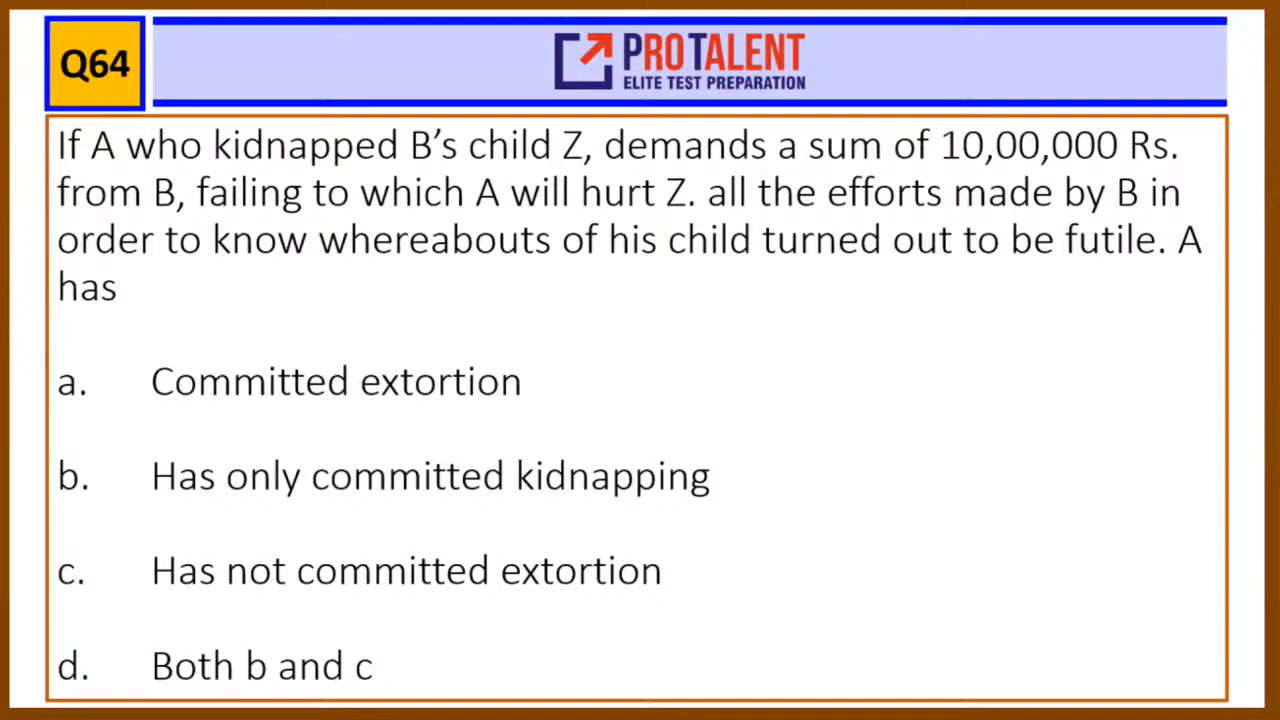 Q64
PROTALENT
ELITE TEST PREPARATION
If A who kidnapped B’s child Z, demands a sum of 10,00,000 Rs.
from B, failing to which A will hurt Z. all the efforts made by B in
order to know whereabouts of his child turned out to be futile. A
has
a. Committed extortion
b. Has only committed kidnapping
c. Has not committed extortion
d. Both b and c